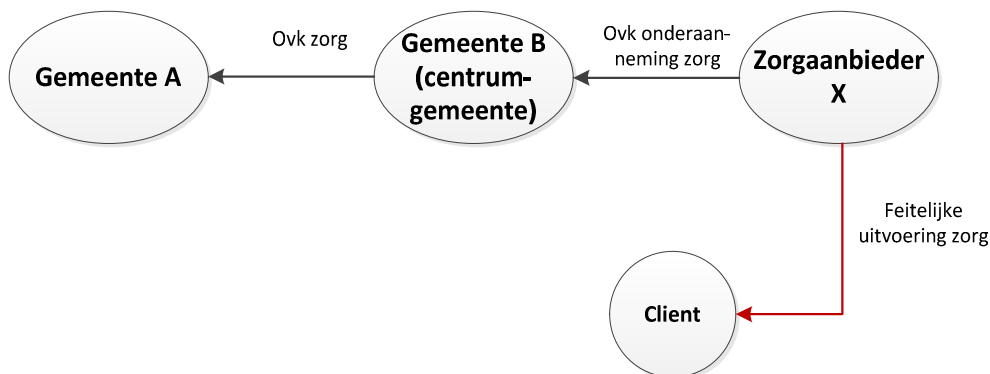 Gemeente A
Ovk zorg
Gemeente B
(centrum-
gemeente)
Ovk onderaan-
neming zorg
Zorgaanbieder
X
Feitelijke
uitvoering zorg
Client